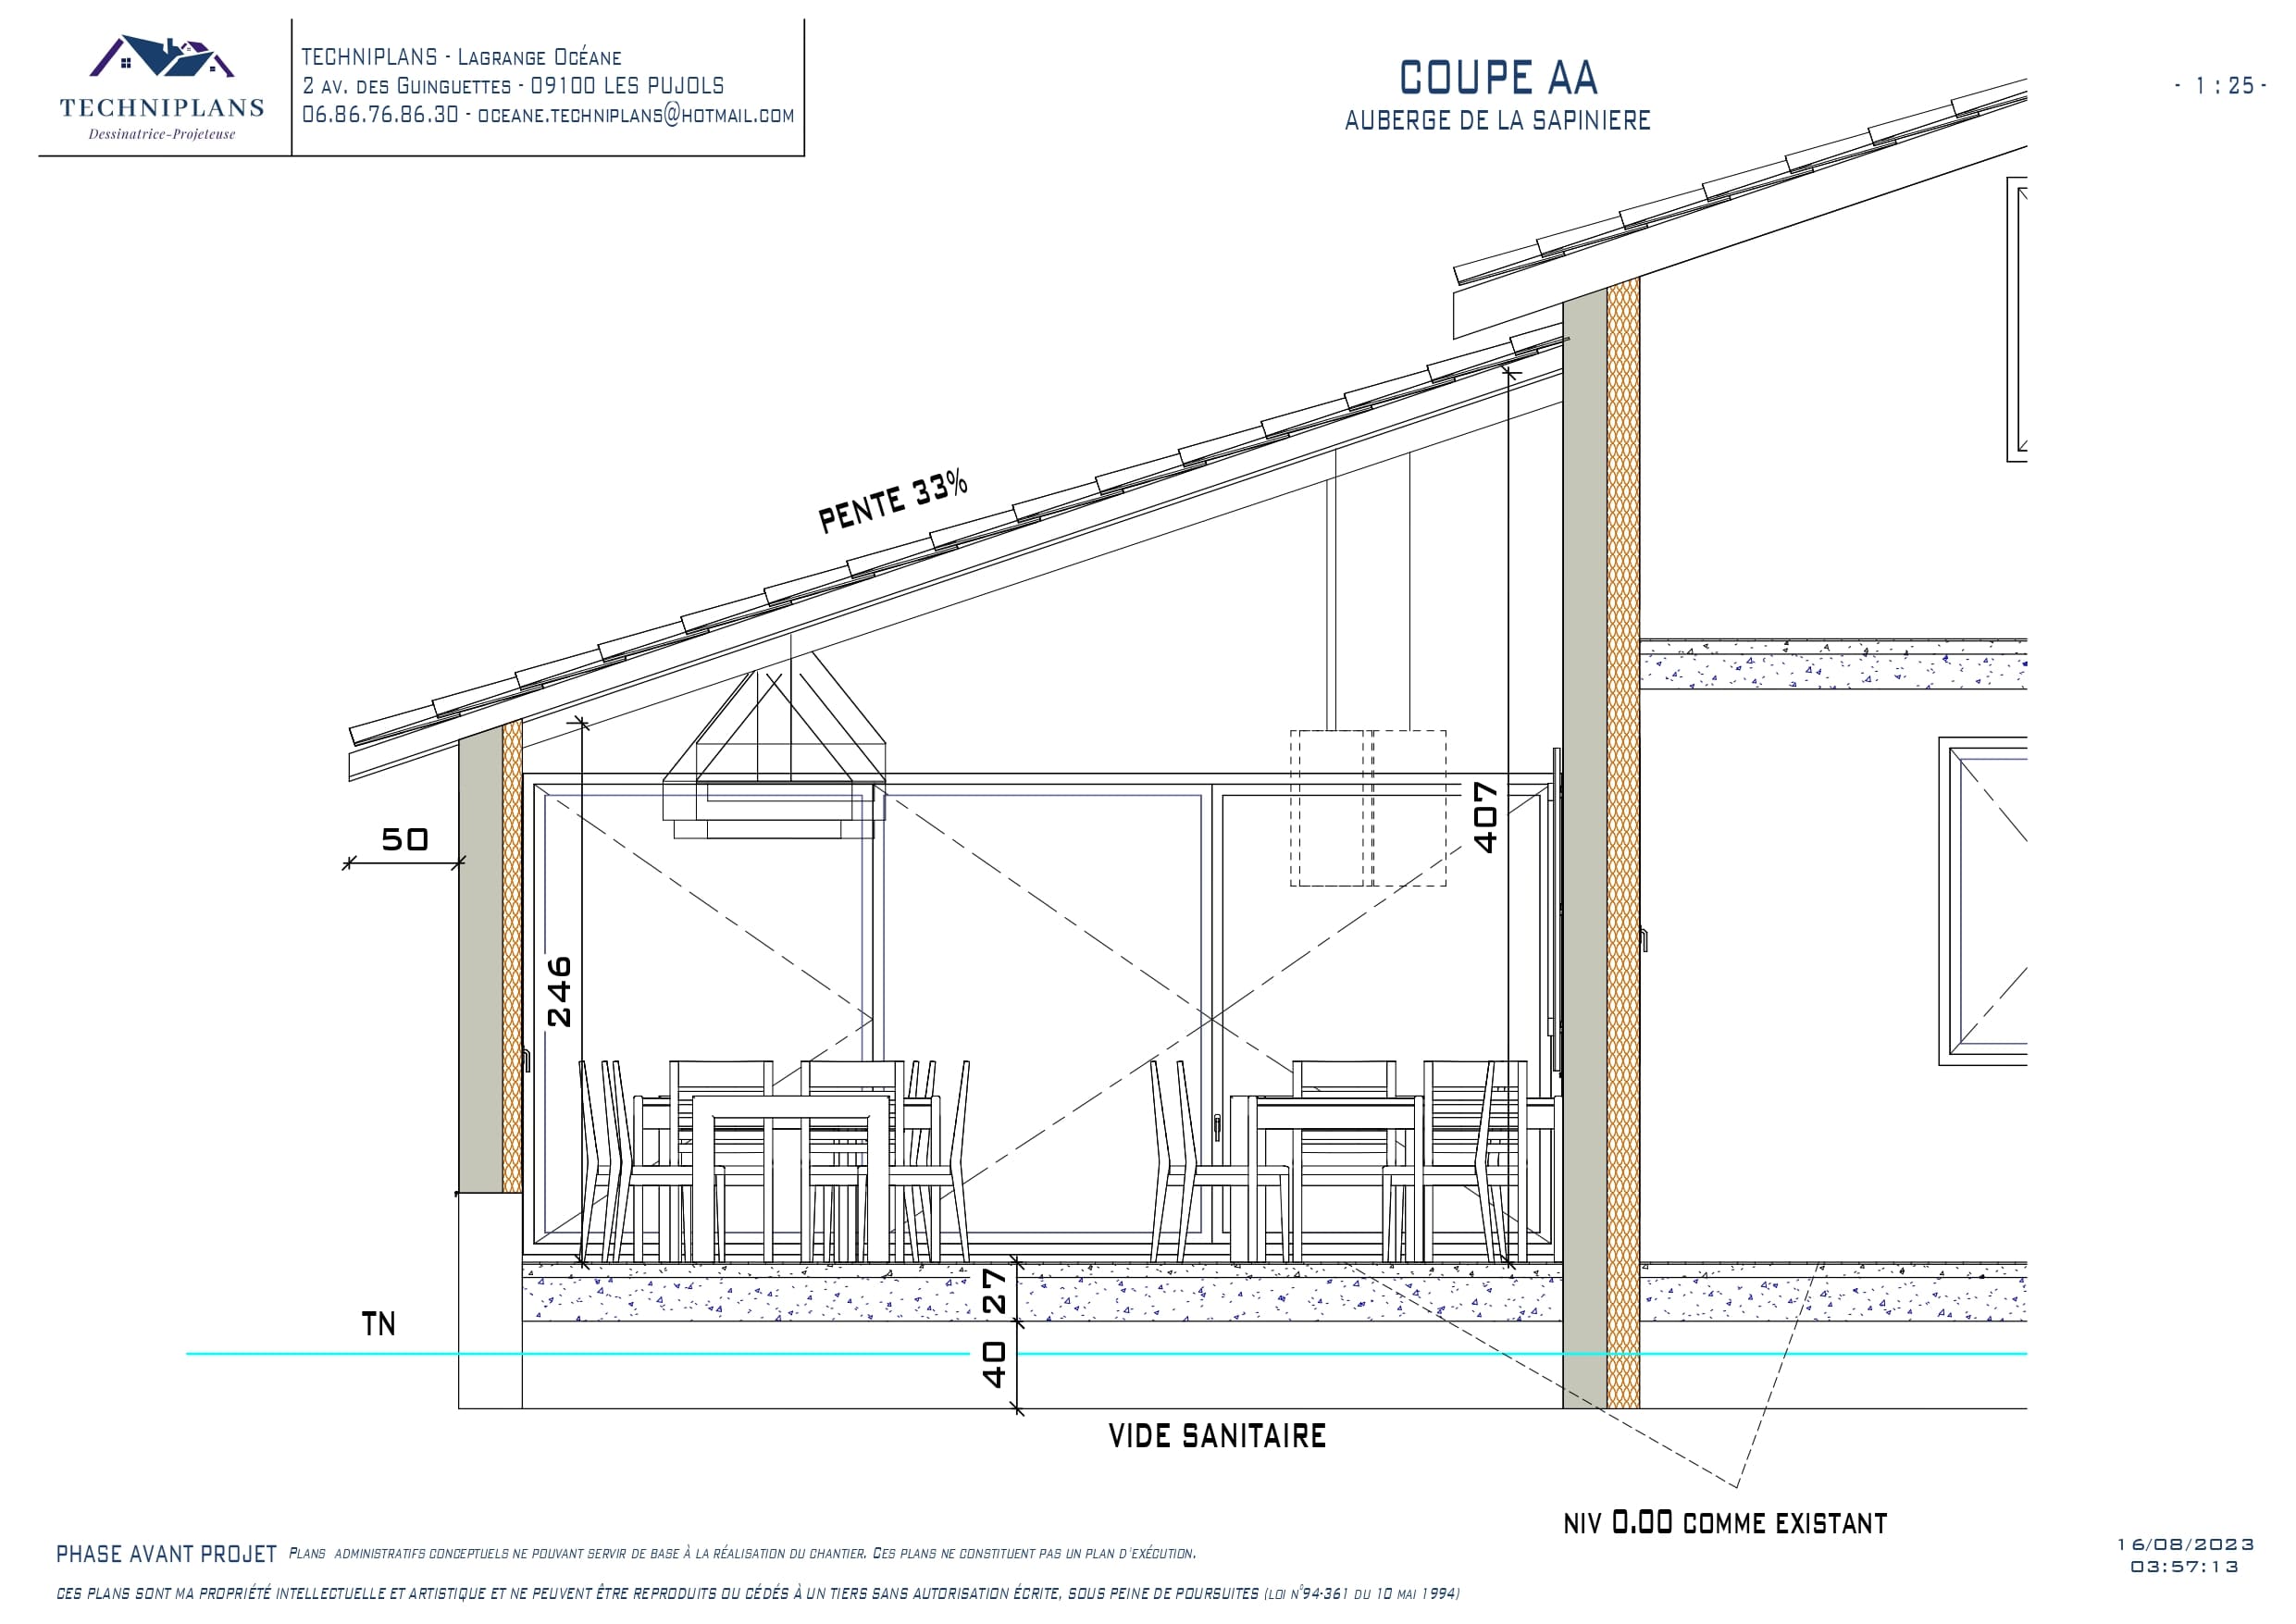 TECHNIPLANS
Dessinatrice-Projeteuse
TECHNIPLANS - Lagrange Océane
2 av. des Guinguettes - 09100 LES PUJOLS
06.86.76.86.30 - oceane.techniplans@hotmail.com
COUPE AA
AUBERGE DE LA SAPINIERE
- 1 : 25 -
PENTE 33%
50
246
407
27
40
TN
VIDE SANITAIRE
NIV 0.00 COMME EXISTANT
PHASE AVANT PROJET Plans administratifs conceptuels ne pouvant servir de base à la réalisation du chantier. Ces plans ne constituent pas un plan d'exécution.
CES PLANS SONT MA PROPRIÉTÉ INTELLECTUELLE ET ARTISTIQUE ET NE PEUVENT ÊTRE REPRODUITS OU CÉDÉS À UN TIERS SANS AUTORISATION ÉCRITE, SOUS PEINE DE POURSUITES (LOI N°94-361 DU 10 MAI 1994)
16/08/2023
03:57:13